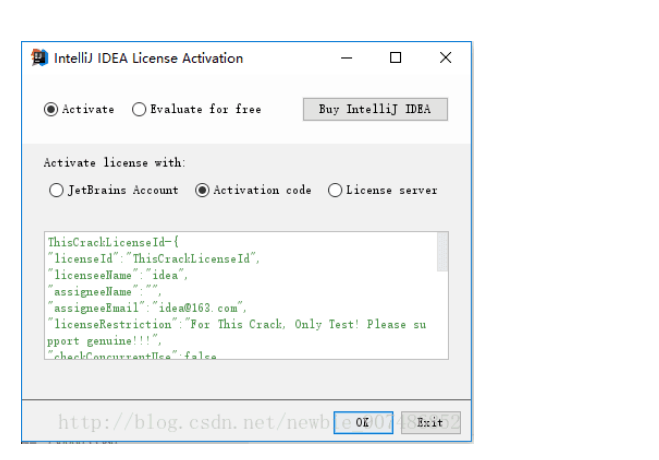 IntelliJ IDEA License Activation
Activate Evaluate for free Buy IntelliJ IDEA
Activate license with:
JetBrains Account Activation code License server
ThisCrackLicenseId={
"licenseId":"ThisCrackLicenseId",
"licenseeName":"idea",
"assigneeName":"",
"assigneeEmail":"idea@163.com",
"licenseRestriction":"For This Crack, Only Test! Please su
pport genuine!!!",
"checkConcurrentUse":false
OK Exit
http://blog.csdn.net/newbie